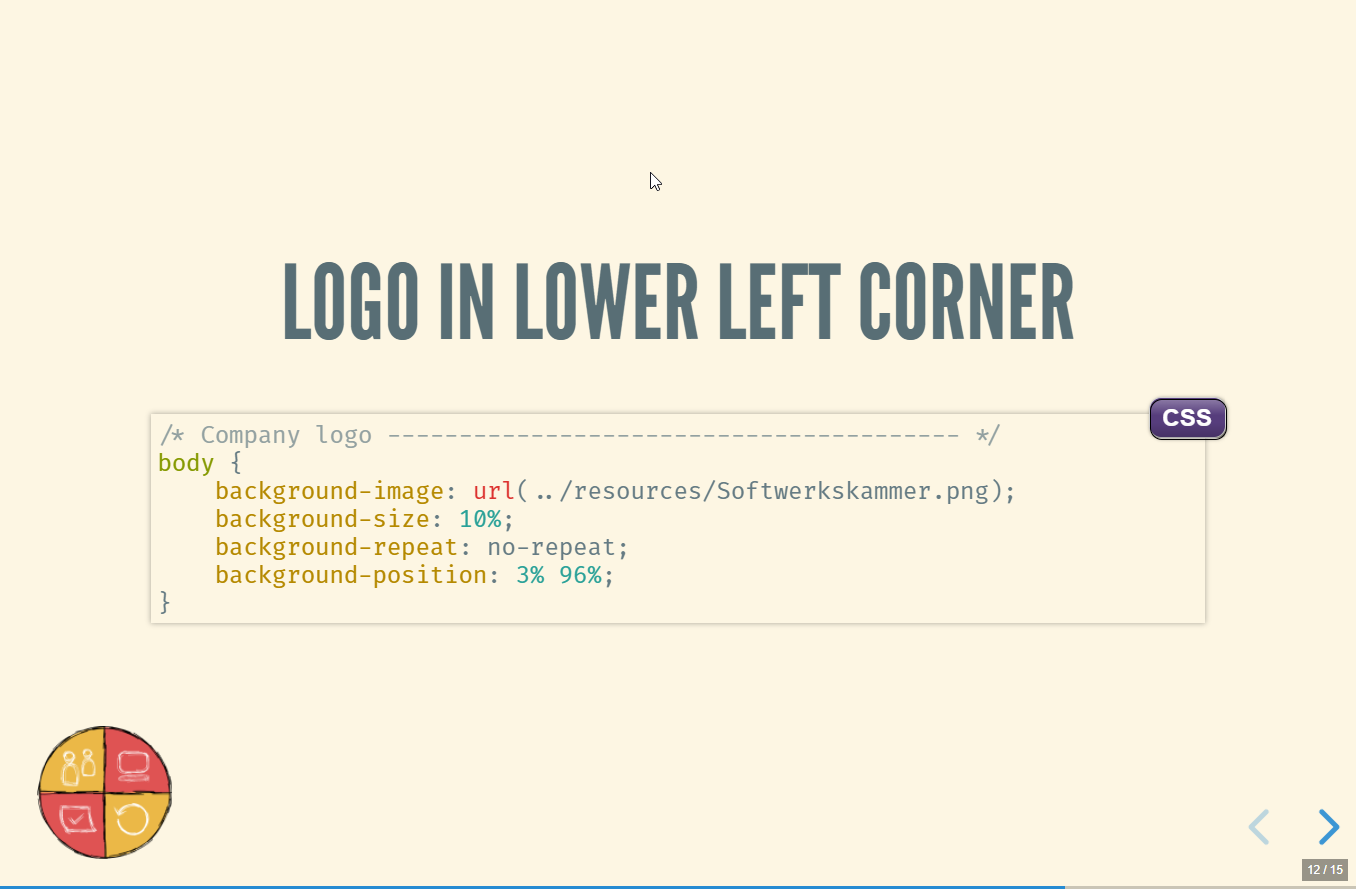 LOGO IN LOWER LEFT CORNER
CSS
/* Company logo ---------------------------------------- */
body {
    background-image: url(../resources/Softwerkskammer.png);
    background-size: 10%;
    background-repeat: no-repeat;
    background-position: 3% 96%;
}
12 / 15